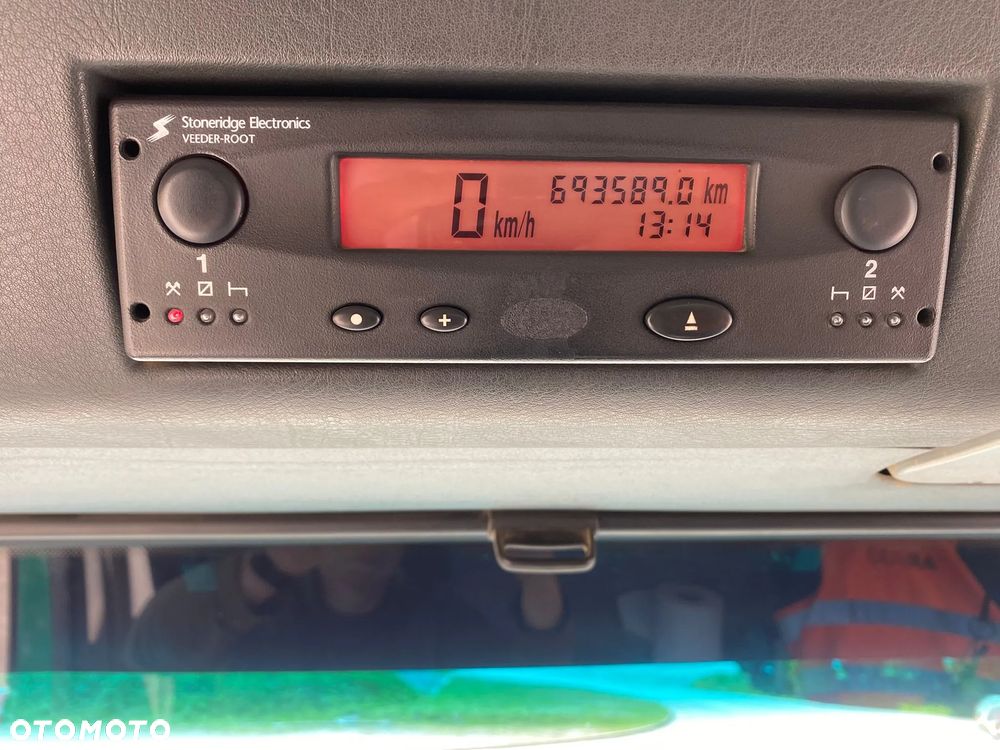 Stoneridge Electronics
VEEDER-ROOT
0 km/h
693589.0 km
13:14
1
2
OTOMOTO